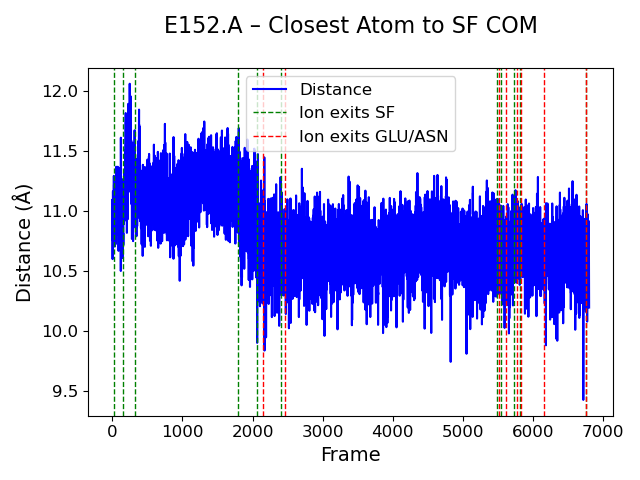 E152.A – Closest Atom to SF COM
Distance
Ion exits SF
Ion exits GLU/ASN
Distance (Å)
12.0
11.5
11.0
10.5
10.0
9.5
0 1000 2000 3000 4000 5000 6000 7000
Frame